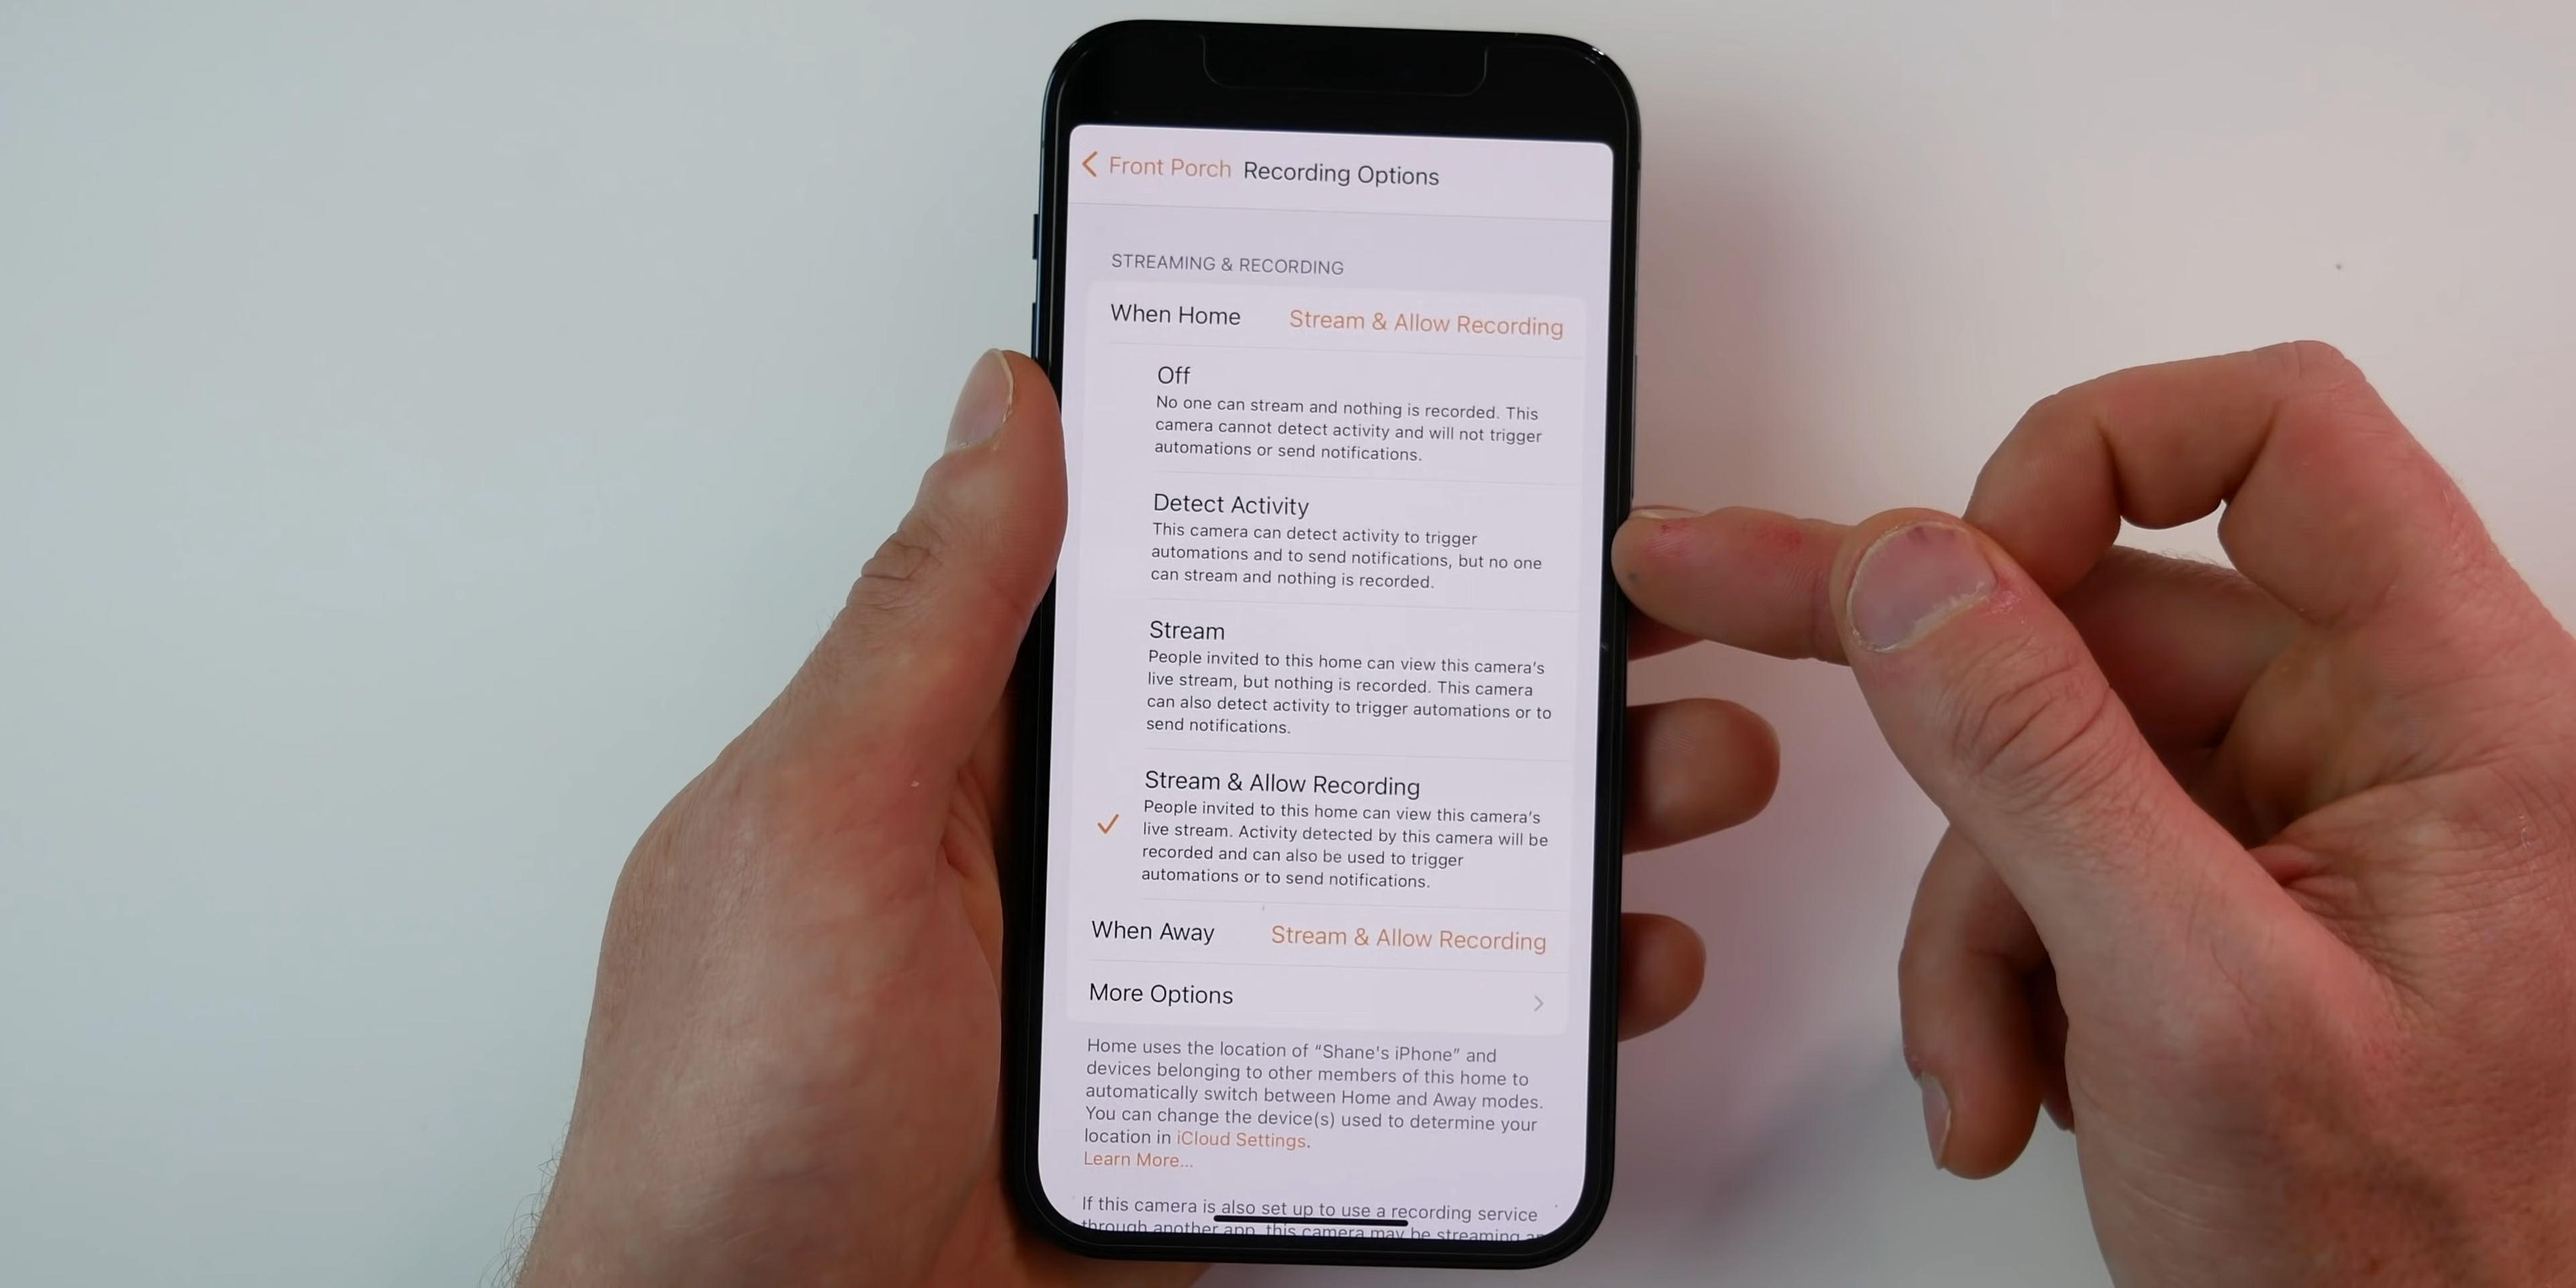 Front Porch Recording Options
STREAMING & RECORDING
When Home Stream & Allow Recording
Off
No one can stream and nothing is recorded. This
camera cannot detect activity and will not trigger
automations or send notifications.
Detect Activity
This camera can detect activity to trigger
automations and to send notifications, but no one
can stream and nothing is recorded.
Stream
People invited to this home can view this camera's
live stream, but nothing is recorded. This camera
can also detect activity to trigger automations or to
send notifications.
Stream & Allow Recording
People invited to this home can view this camera's
live stream. Activity detected by this camera will be
recorded and can also be used to trigger
automations or to send notifications.
When Away Stream & Allow Recording
More Options
Home uses the location of “Shane's iPhone” and
devices belonging to other members of this home to
automatically switch between Home and Away modes.
You can change the device(s) used to determine your
location in iCloud Settings.
Learn More...
If this camera is also set up to use a recording service
through another app, this camera may be streaming